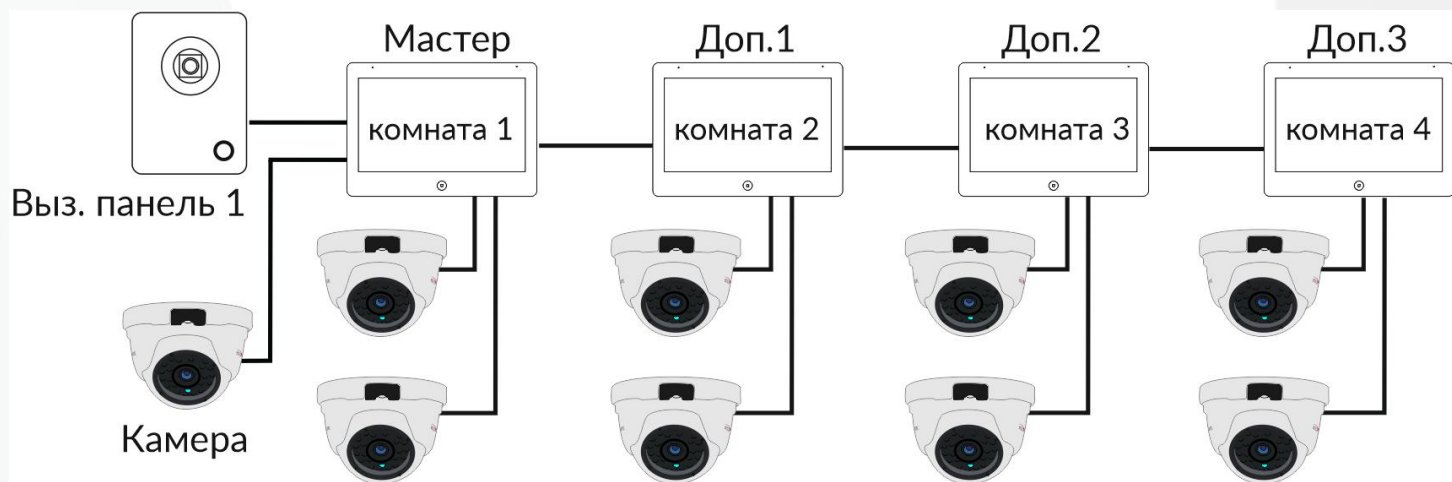 Мастер
Доп.1
Доп.2
Доп.3
комната 1
комната 2
комната 3
комната 4
Выз. панель 1
Камера